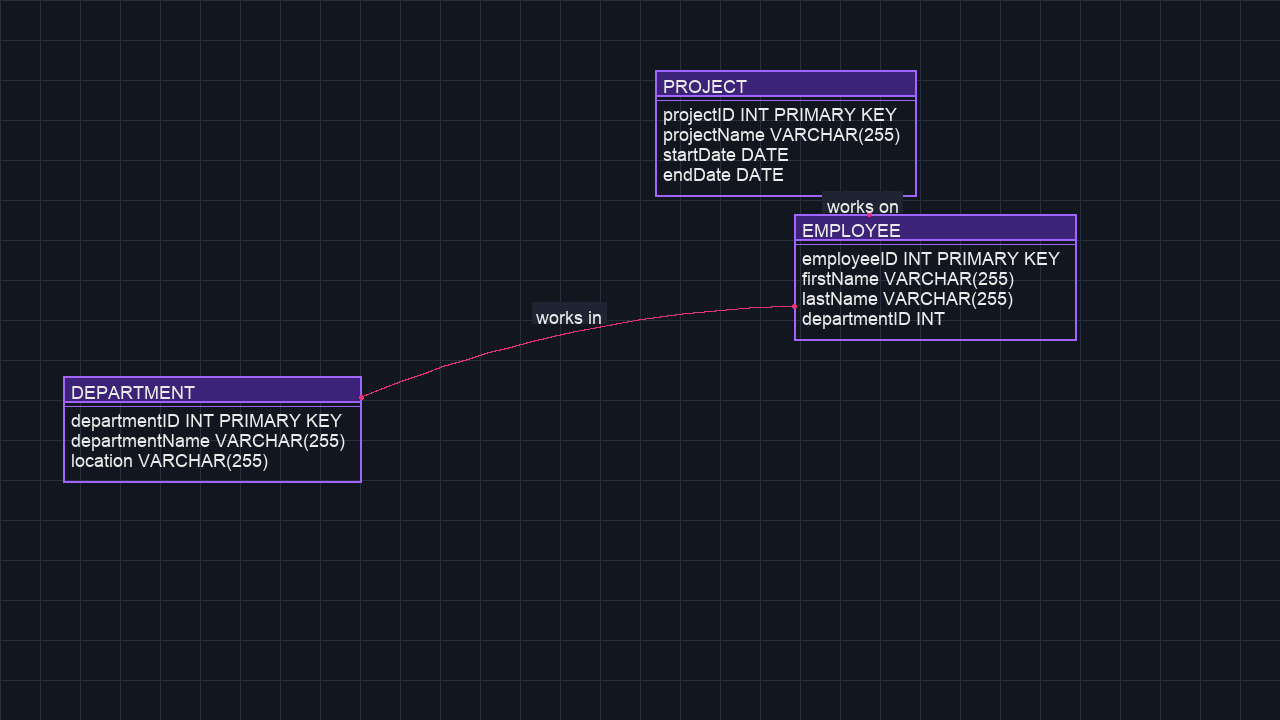 PROJECT
projectID INT PRIMARY KEY
projectName VARCHAR(255)
startDate DATE
endDate DATE
works on
EMPLOYEE
employeeID INT PRIMARY KEY
firstName VARCHAR(255)
lastName VARCHAR(255)
departmentID INT
works in
DEPARTMENT
departmentID INT PRIMARY KEY
departmentName VARCHAR(255)
location VARCHAR(255)